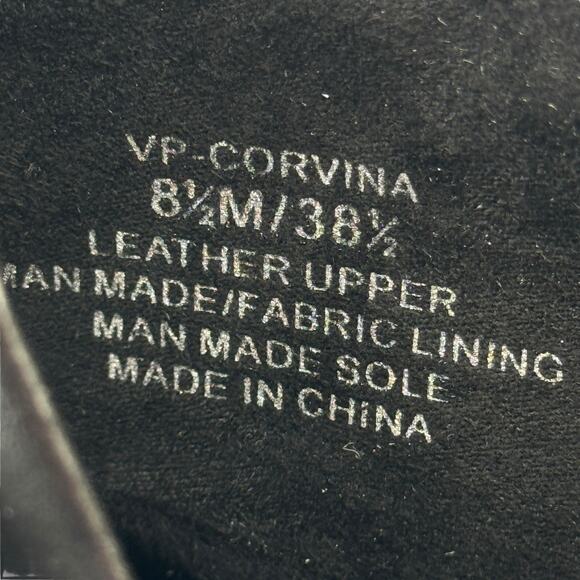 VP-CORVINA
8½M/38½
LEATHER UPPER
MAN MADE/FABRIC LINING
MAN MADE SOLE
MADE IN CHINA